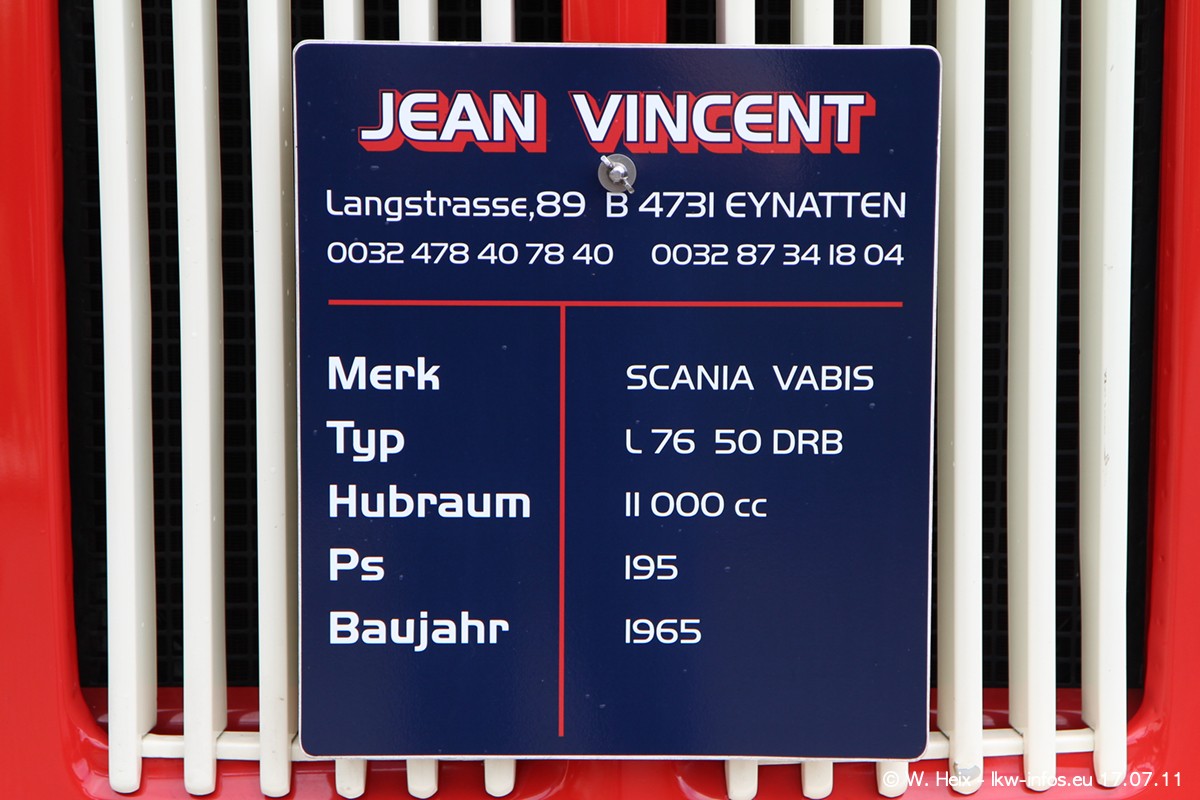 JEAN VINCENT
Langstrasse,89 B 4731 EYNATTEN
0032 478 40 78 40 0032 87 34 18 04
Merk SCANIA VABIS
Typ L 76 50 DRB
Hubraum 11 000 cc
Ps 195
Baujahr 1965
© W. Heix - lkw-infos.eu 17.07.11